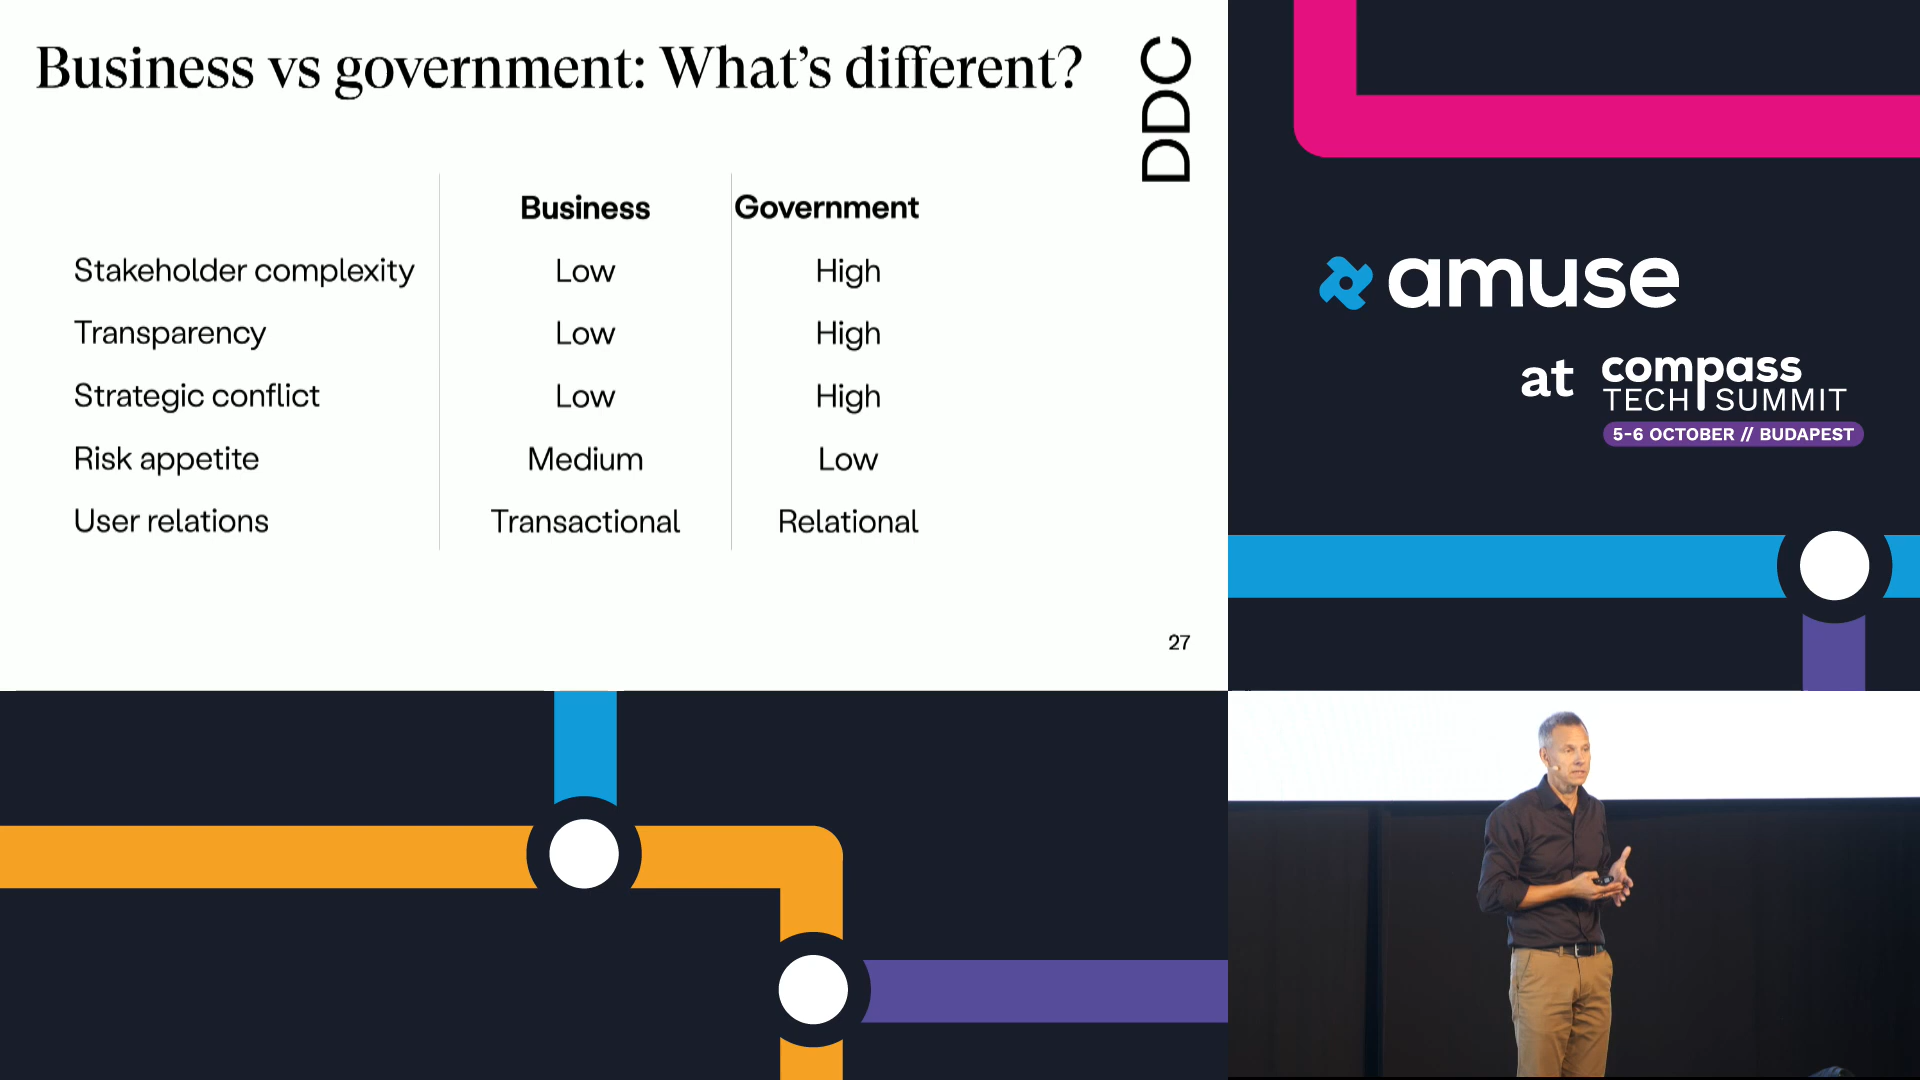 Business vs government: What's different?
DDC
Business Government
Stakeholder complexity Low High
Transparency Low High
Strategic conflict Low High
Risk appetite Medium Low
User relations Transactional Relational
27
amuse
at compass
TECH SUMMIT
5-6 OCTOBER // BUDAPEST